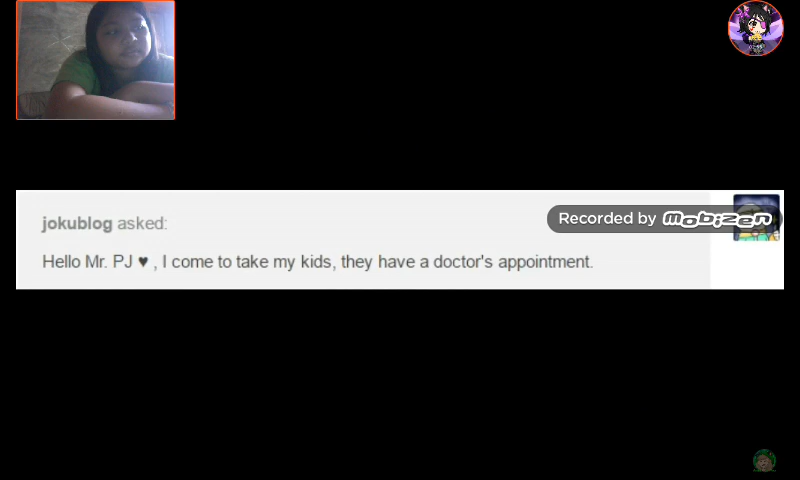 jokublog asked:
Recorded by Mobizen
Hello Mr. PJ ♥ , I come to take my kids, they have a doctor's appointment.